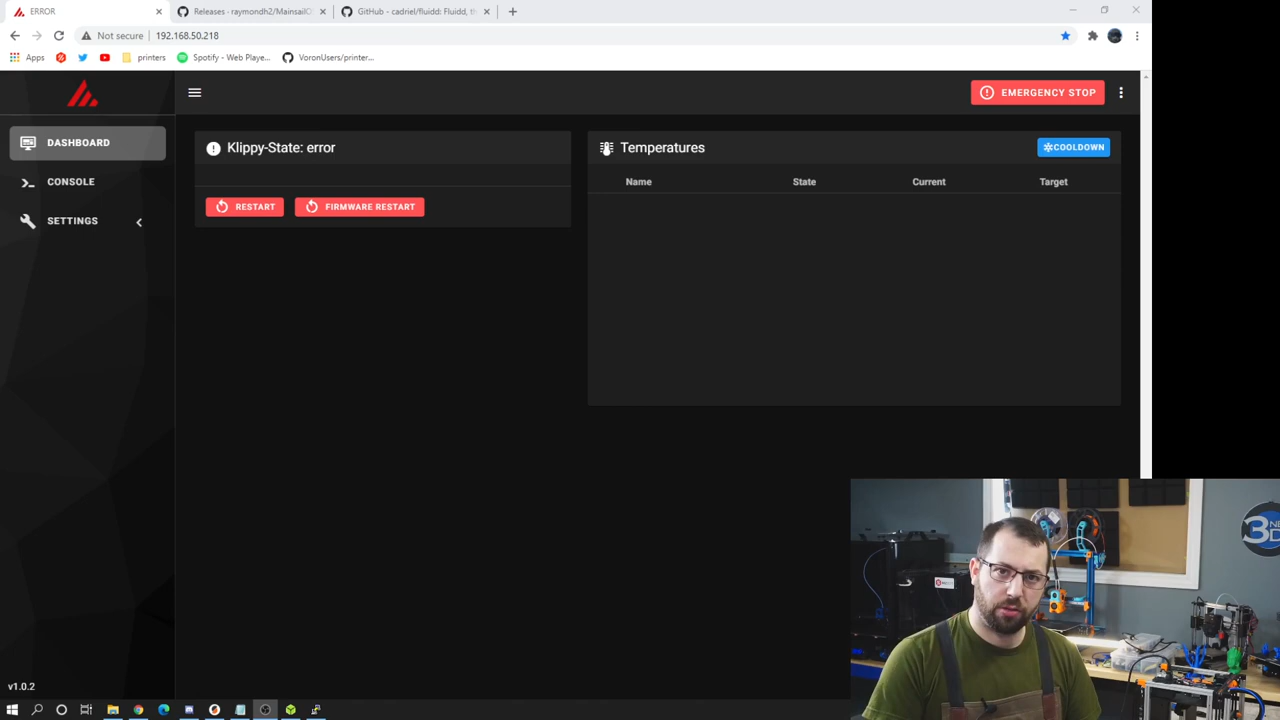 ERROR
Releases · raymondh2/MainsailO
GitHub - cadriel/fluidd: Fluidd, th
Not secure
192.168.50.218
Apps
printers
Spotify - Web Playe...
VoronUsers/printer...
EMERGENCY STOP
DASHBOARD
CONSOLE
SETTINGS
Klippy-State: error
RESTART
FIRMWARE RESTART
Temperatures
COOLDOWN
Name State Current Target
v1.0.2
3D